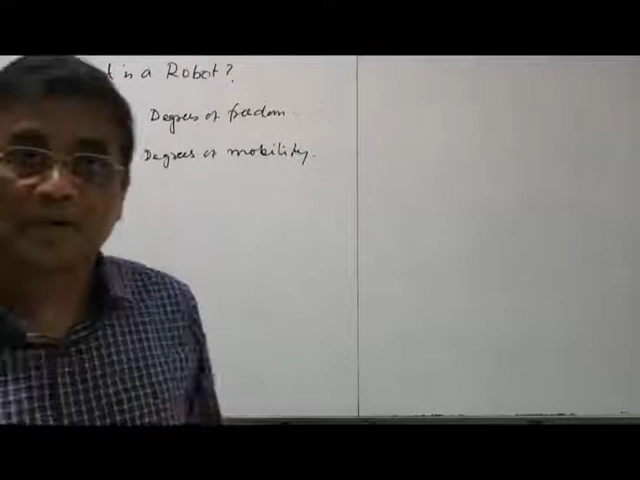 is a Robot?
Degrees of freedom.
Degrees of mobility.